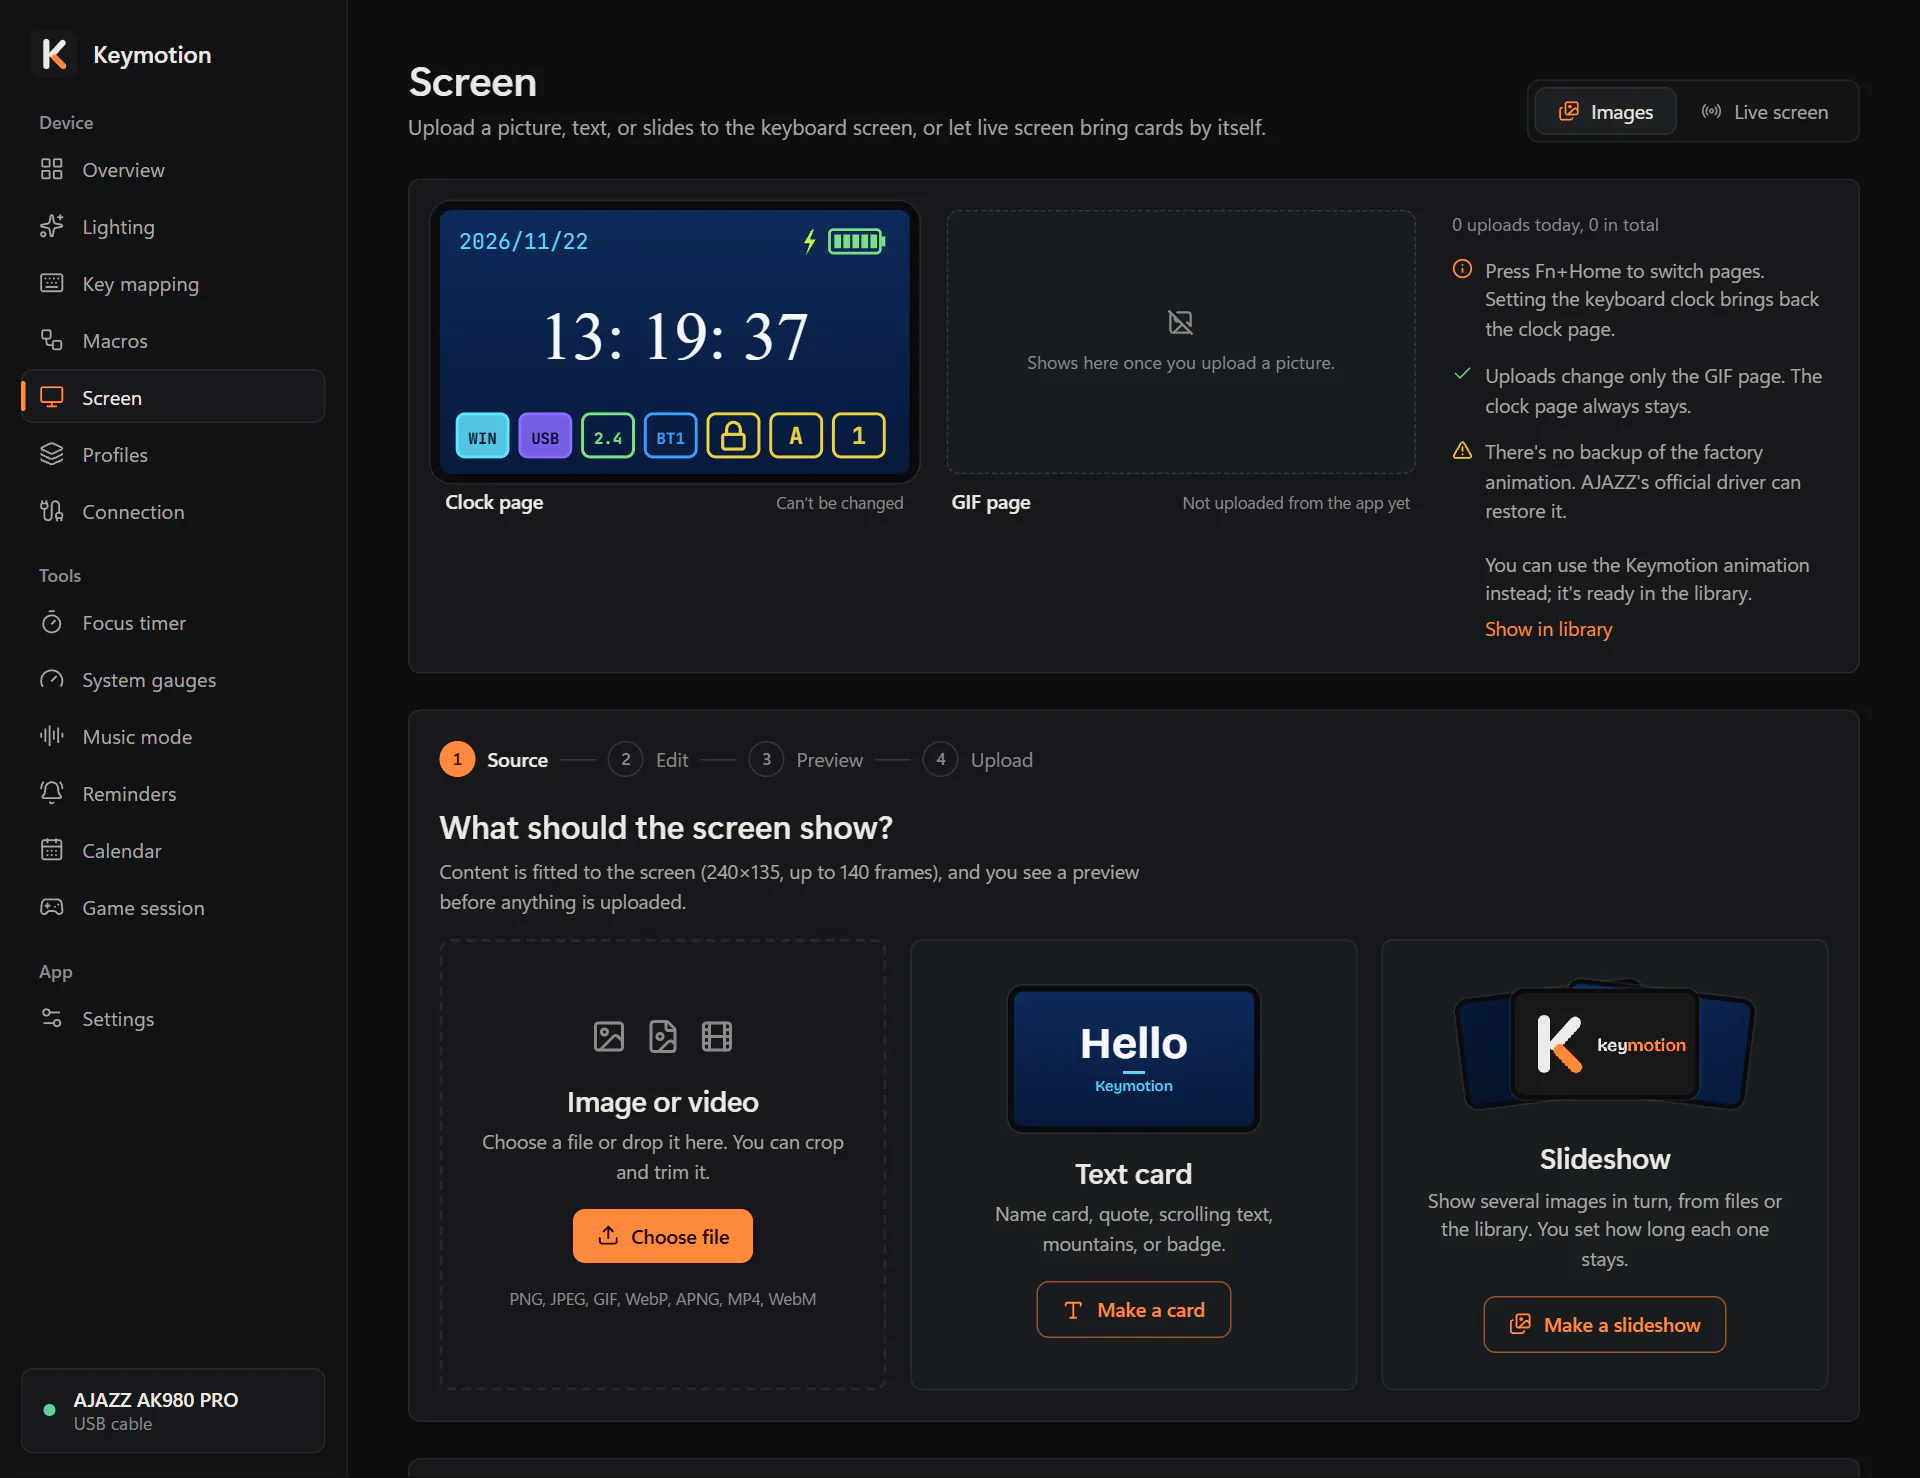 Keymotion
Device
Overview
Lighting
Key mapping
Macros
Screen
Profiles
Connection
Tools
Focus timer
System gauges
Music mode
Reminders
Calendar
Game session
App
Settings
AJAZZ AK980 PRO
USB cable
Screen
Upload a picture, text, or slides to the keyboard screen, or let live screen bring cards by itself.
Images
Live screen
2026/11/22
13: 19: 37
WIN
USB
2.4
BT1
A
1
Clock page
Can't be changed
Shows here once you upload a picture.
GIF page
Not uploaded from the app yet
0 uploads today, 0 in total
Press Fn+Home to switch pages.
Setting the keyboard clock brings back
the clock page.
Uploads change only the GIF page. The
clock page always stays.
There's no backup of the factory
animation. AJAZZ's official driver can
restore it.
You can use the Keymotion animation
instead; it's ready in the library.
Show in library
1 Source
2 Edit
3 Preview
4 Upload
What should the screen show?
Content is fitted to the screen (240×135, up to 140 frames), and you see a preview
before anything is uploaded.
Image or video
Choose a file or drop it here. You can crop
and trim it.
Choose file
PNG, JPEG, GIF, WebP, APNG, MP4, WebM
Hello
Keymotion
Text card
Name card, quote, scrolling text,
mountains, or badge.
Make a card
keymotion
Slideshow
Show several images in turn, from files or
the library. You set how long each one
stays.
Make a slideshow